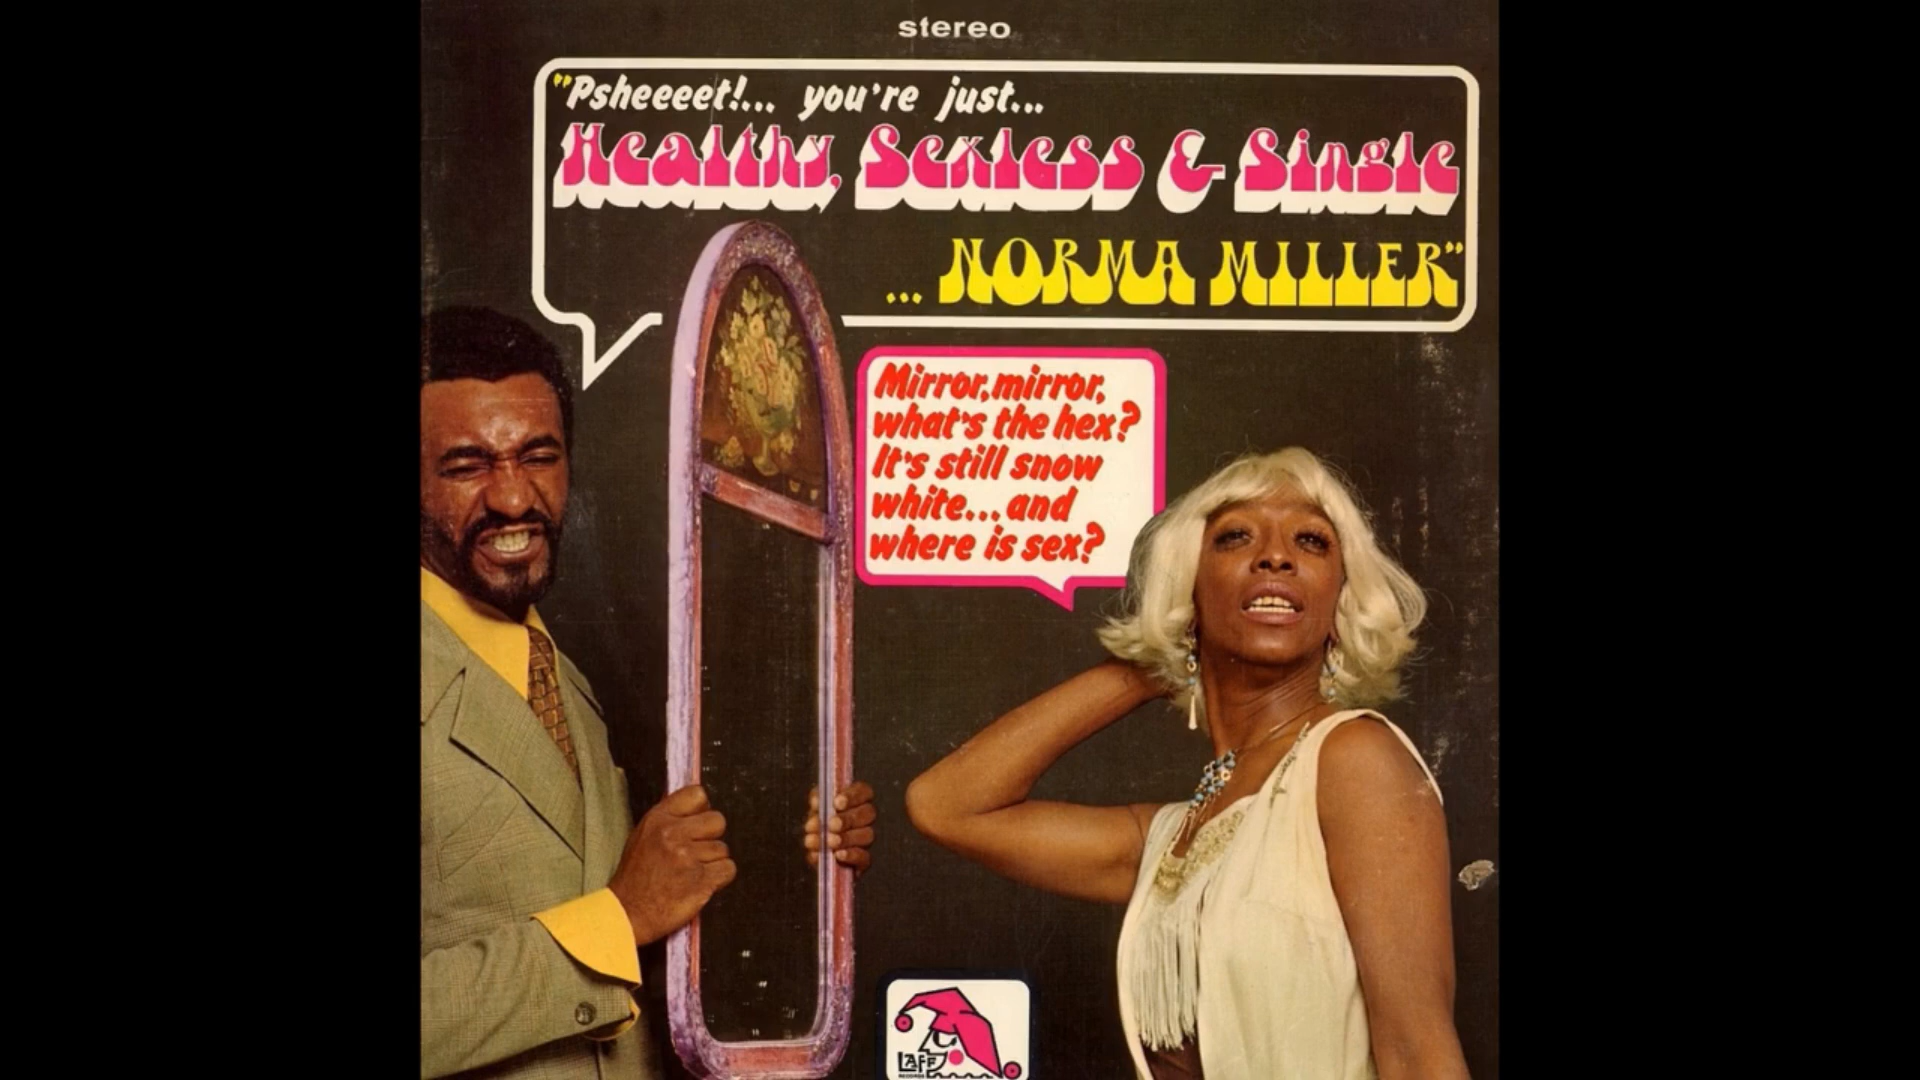 stereo
"Psheeeet!... you're just...
Healthy, Sexless & Single
... NORMA MILLER"
Mirror, mirror,
what's the hex?
It's still snow
white... and
where is sex?
LAFF
RECORDS